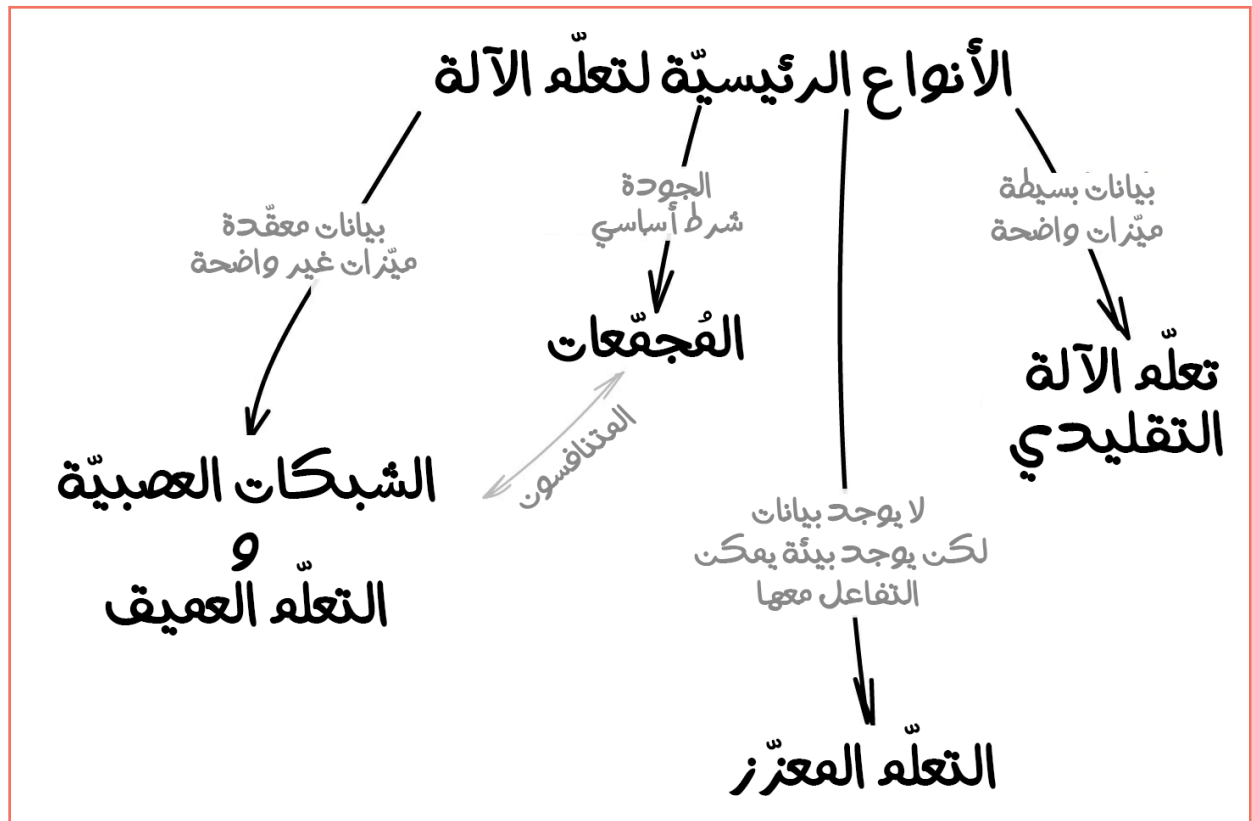 الأنواع الرئيسيّة لتعلّم الآلة
بيانات بسيطة
ميّزات واضحة
تعلّم الآلة
التقليدي
الجودة
شرط أساسي
المُجمّعات
بيانات معقّدة
ميّزات غير واضحة
الشبكات العصبيّة
و
التعلّم العميق
المتنافسون
لا يوجد بيانات
لكن يوجد بيئة يمكن
التفاعل معها
التعلّم المعزّز